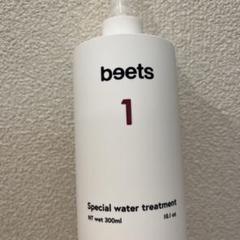 beets
1
Special water treatment
NT wet 300ml 10.1 oz